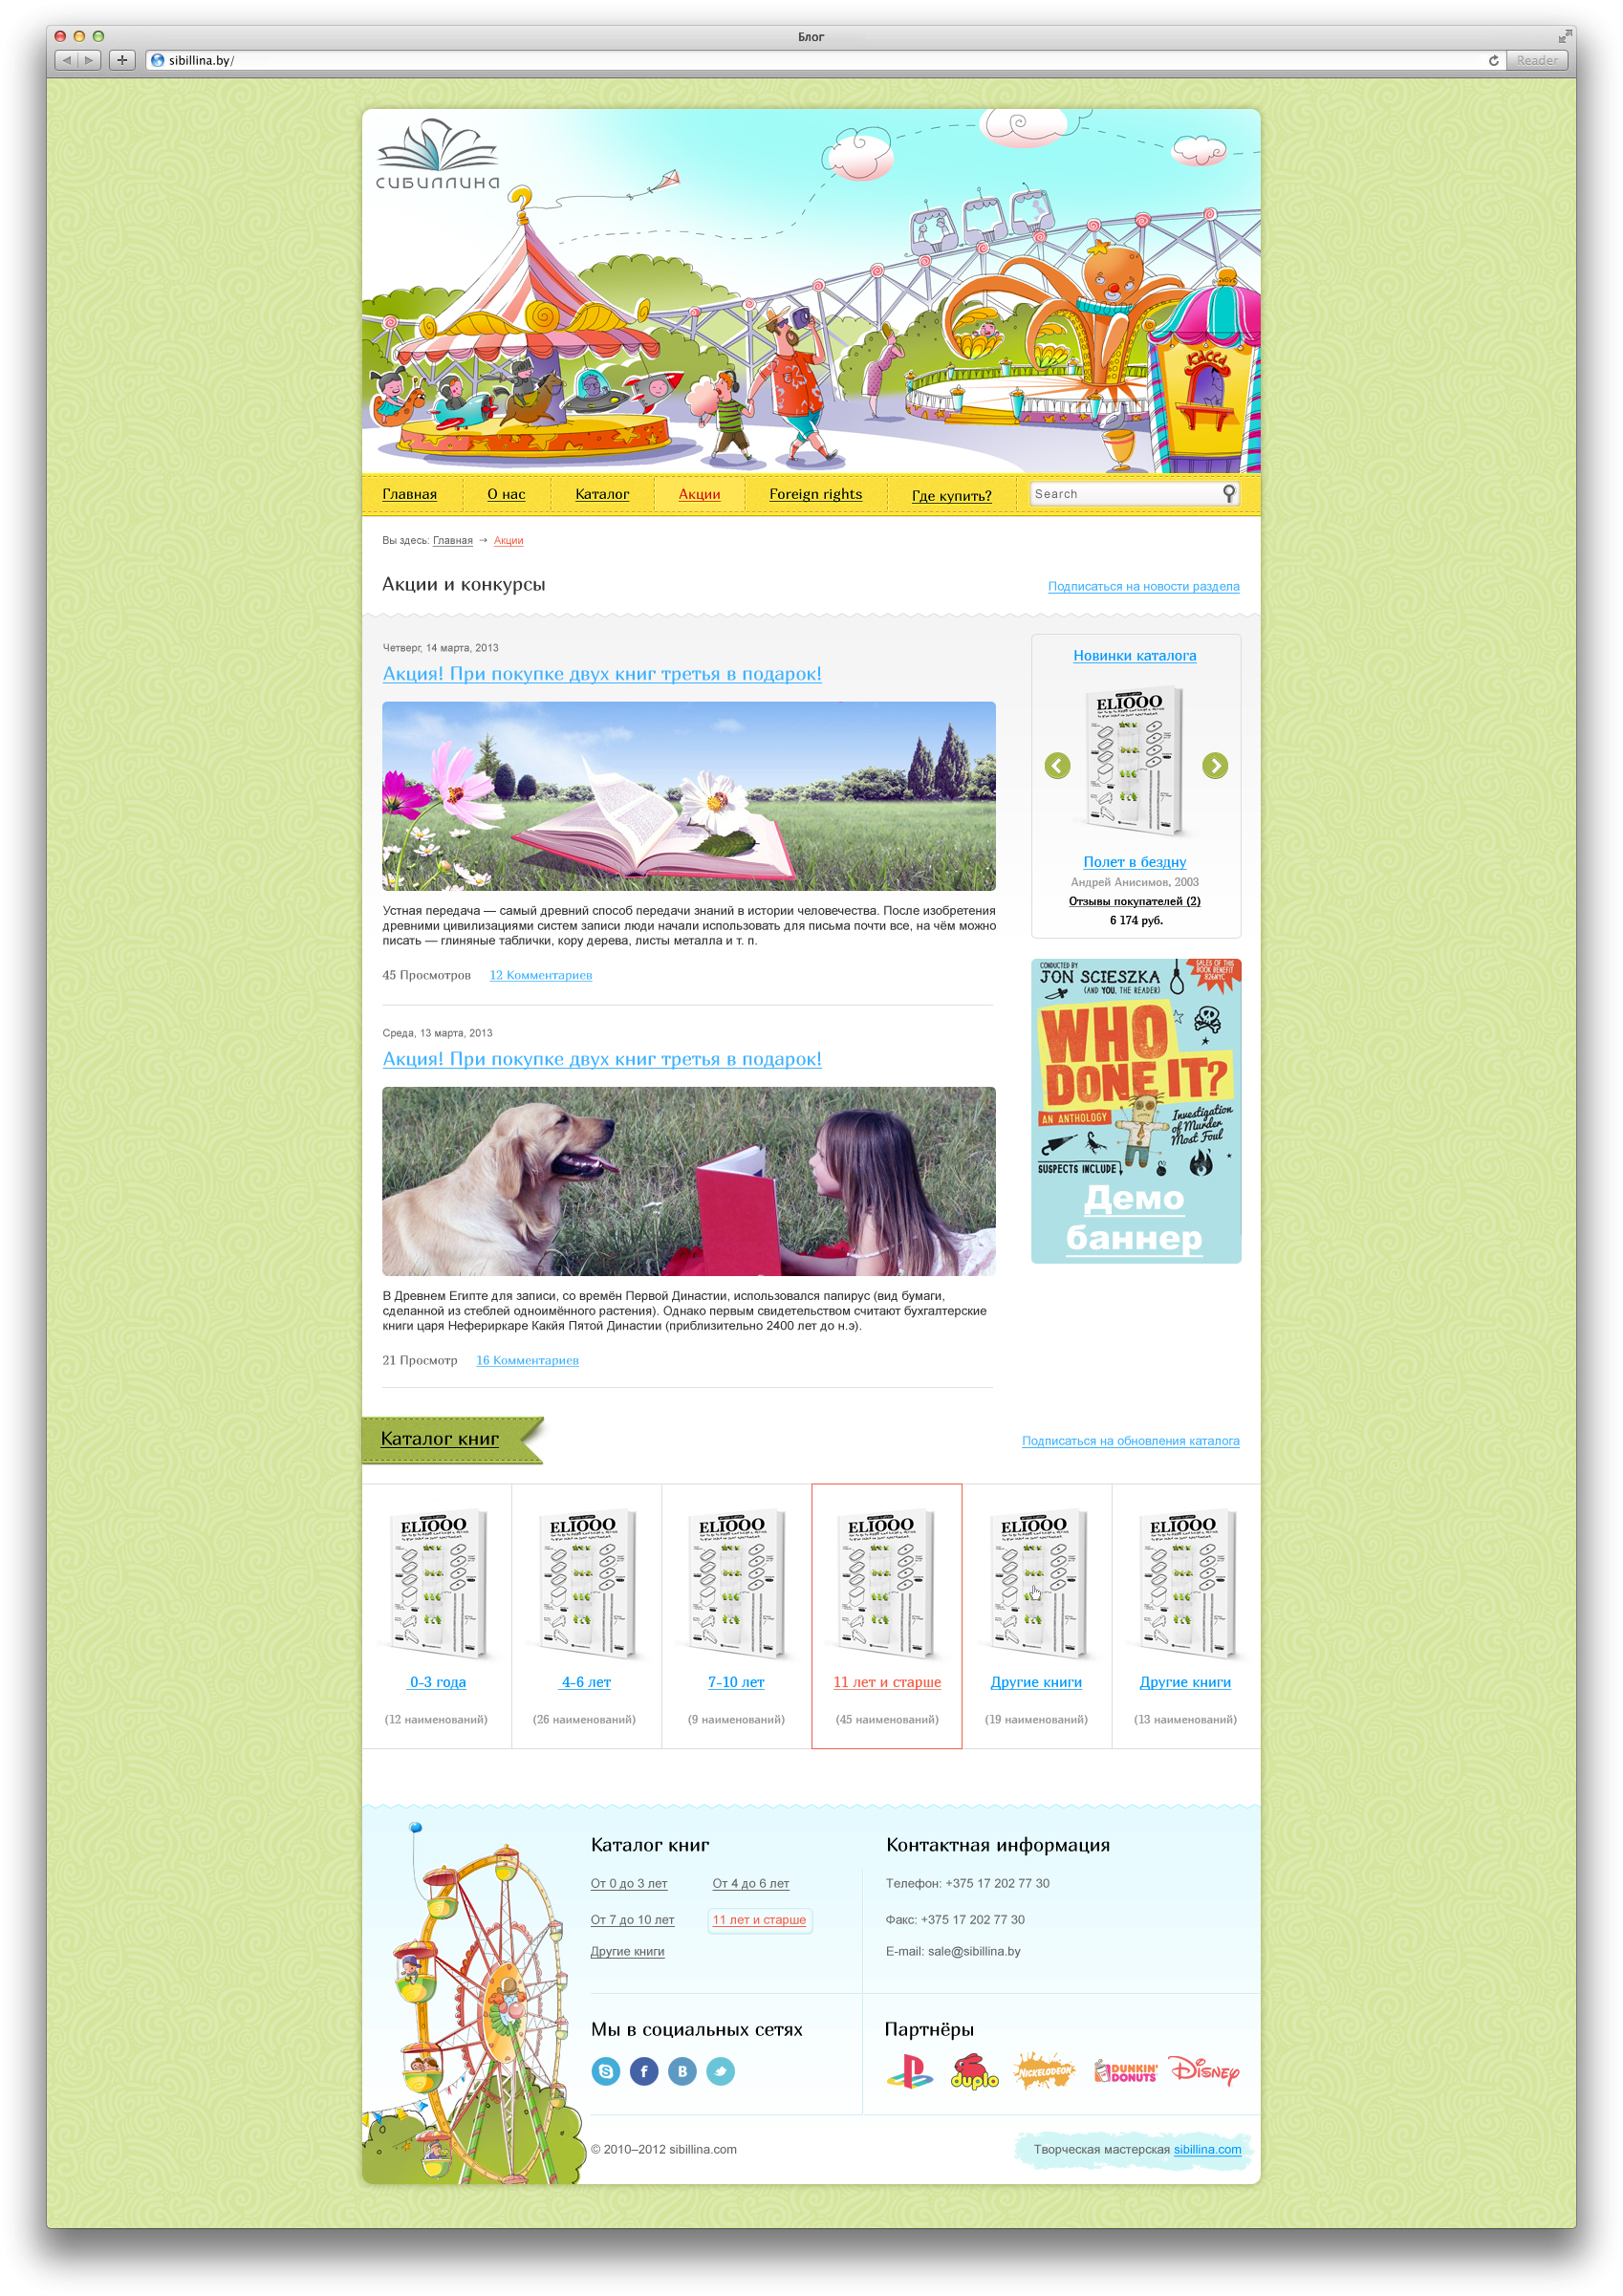 Блог
sibillina.by/
Reader
СИБИЛЛИНА
Касса
Главная
О нас
Каталог
Акции
Foreign rights
Где купить?
Search
Вы здесь: Главная → Акции
Акции и конкурсы
Подписаться на новости раздела
Четверг, 14 марта, 2013
Акция! При покупке двух книг третья в подарок!
Устная передача — самый древний способ передачи знаний в истории человечества. После изобретения
древними цивилизациями систем записи люди начали использовать для письма почти все, на чём можно
писать — глиняные таблички, кору дерева, листы металла и т. п.
45 Просмотров
12 Комментариев
Среда, 13 марта, 2013
Акция! При покупке двух книг третья в подарок!
В Древнем Египте для записи, со времён Первой Династии, использовался папирус (вид бумаги,
сделанной из стеблей одноимённого растения). Однако первым свидетельством считают бухгалтерские
книги царя Нефериркаре Какйя Пятой Династии (приблизительно 2400 лет до н.э).
21 Просмотр
16 Комментариев
Новинки каталога
ELIOOO
Полет в бездну
Андрей Анисимов, 2003
Отзывы покупателей (2)
6 174 руб.
CONDUCTED BY
JON SCIESZKA
(AND YOU, THE READER)
SALES OF THIS
BOOK BENEFIT
826NYC
WHO
DONE IT?
AN ANTHOLOGY
Investigation
of Murder
Most Foul
SUSPECTS INCLUDE
Демо
баннер
Каталог книг
Подписаться на обновления каталога
ELIOOO
ELIOOO
ELIOOO
ELIOOO
ELIOOO
ELIOOO
0-3 года
4-6 лет
7-10 лет
11 лет и старше
Другие книги
Другие книги
(12 наименований)
(26 наименований)
(9 наименований)
(45 наименований)
(19 наименований)
(13 наименований)
Каталог книг
От 0 до 3 лет
От 4 до 6 лет
От 7 до 10 лет
11 лет и старше
Другие книги
Контактная информация
Телефон: +375 17 202 77 30
Факс: +375 17 202 77 30
E-mail: sale@sibillina.by
Мы в социальных сетях
Партнёры
duplo
NICKELODEON
DUNKIN'
DONUTS
Disney
© 2010–2012 sibillina.com
Творческая мастерская sibillina.com